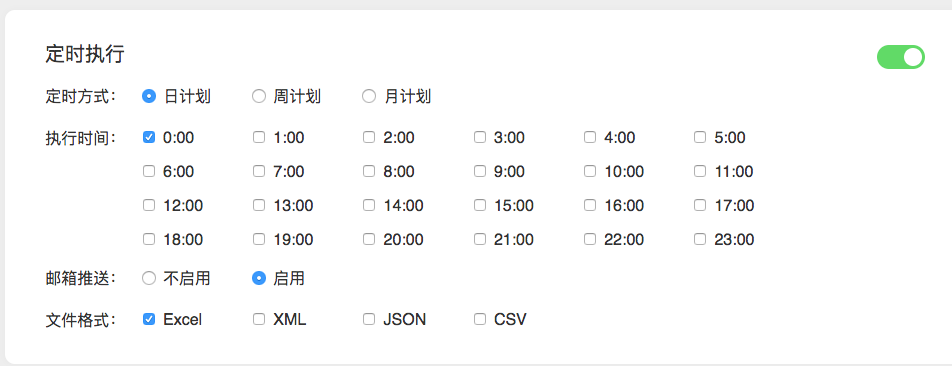 定时执行
定时方式: 日计划 周计划 月计划
执行时间: 0:00 1:00 2:00 3:00 4:00 5:00
6:00 7:00 8:00 9:00 10:00 11:00
12:00 13:00 14:00 15:00 16:00 17:00
18:00 19:00 20:00 21:00 22:00 23:00
邮箱推送: 不启用 启用
文件格式: Excel XML JSON CSV